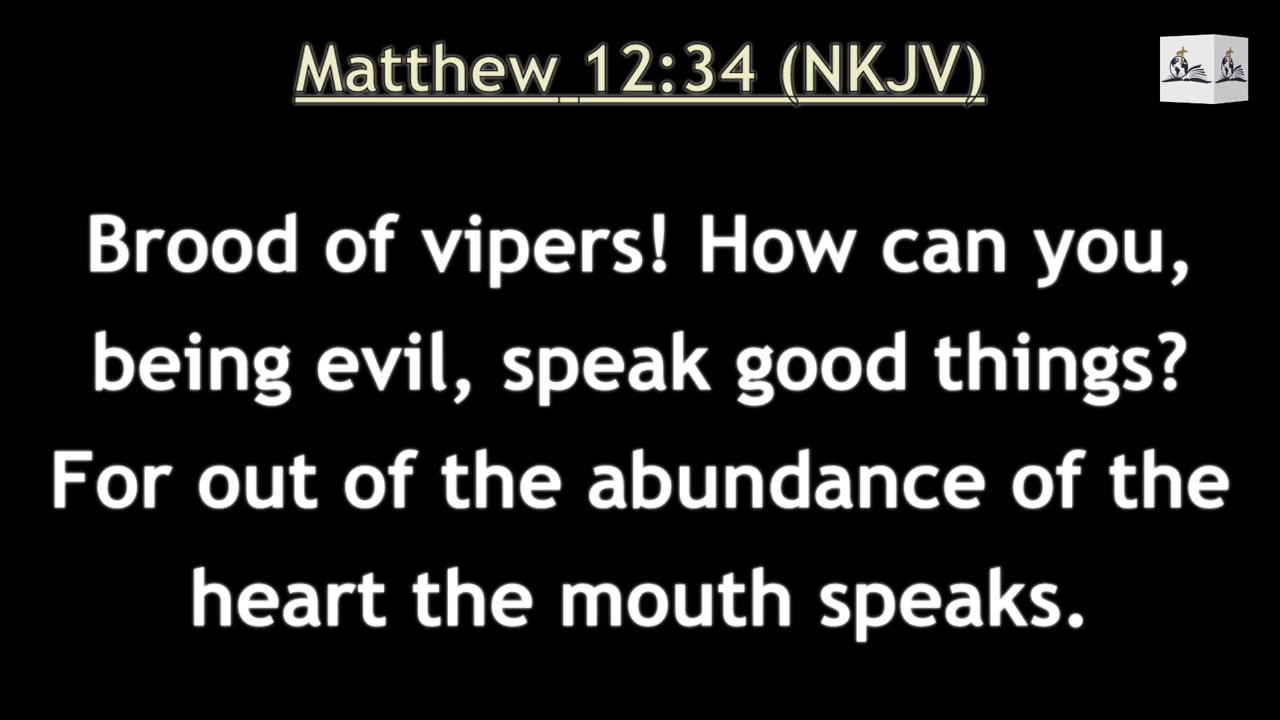 Matthew 12:34 (NKJV)
Brood of vipers! How can you,
being evil, speak good things?
For out of the abundance of the
heart the mouth speaks.